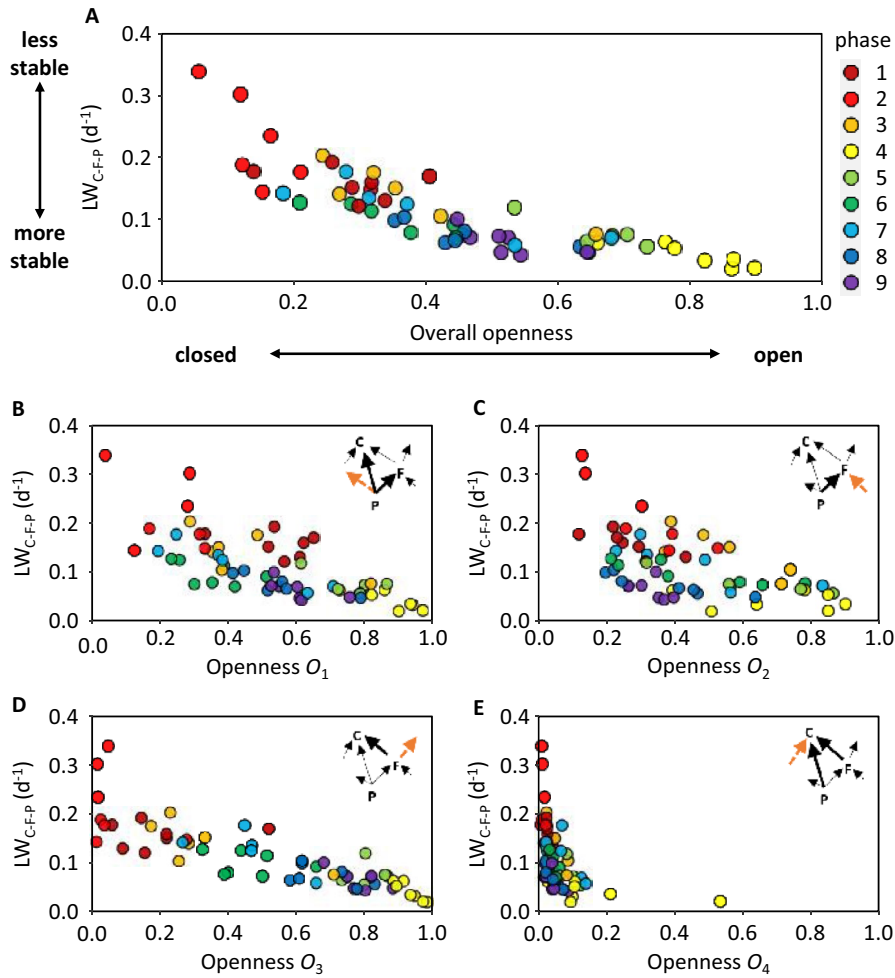 A
less
stable
more
stable
LW C-F-P (d-1)
0.4
0.3
0.2
0.1
0.0
0.0
0.2
0.4
0.6
0.8
1.0
Overall openness
closed
open
phase
1
2
3
4
5
6
7
8
9
B
LW C-F-P (d-1)
0.4
0.3
0.2
0.1
0.0
0.0
0.2
0.4
0.6
0.8
1.0
Openness O1
C
F
P
C
LW C-F-P (d-1)
0.4
0.3
0.2
0.1
0.0
0.0
0.2
0.4
0.6
0.8
1.0
Openness O2
C
F
P
D
LW C-F-P (d-1)
0.4
0.3
0.2
0.1
0.0
0.0
0.2
0.4
0.6
0.8
1.0
Openness O3
C
F
P
E
LW C-F-P (d-1)
0.4
0.3
0.2
0.1
0.0
0.0
0.2
0.4
0.6
0.8
1.0
Openness O4
C
F
P